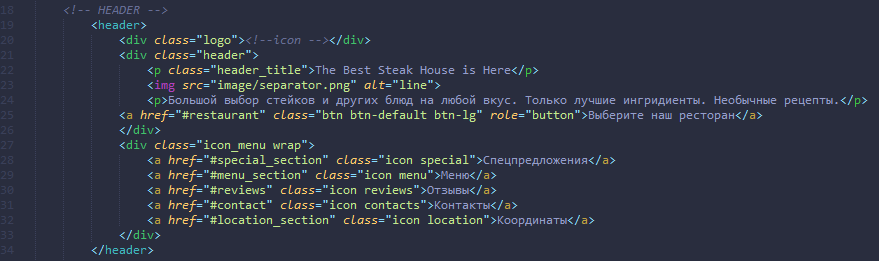 18 <!-- HEADER -->
19 <header>
20 <div class="logo"><!--icon --></div>
21 <div class="header">
22 <p class="header_title">The Best Steak House is Here</p>
23 <img src="image/separator.png" alt="line">
24 <p>Большой выбор стейков и других блюд на любой вкус. Только лучшие ингридиенты. Необычные рецепты.</p>
25 <a href="#restaurant" class="btn btn-default btn-lg" role="button">Выберите наш ресторан</a>
26 </div>
27 <div class="icon_menu wrap">
28 <a href="#special_section" class="icon special">Спецпредложения</a>
29 <a href="#menu_section" class="icon menu">Меню</a>
30 <a href="#reviews" class="icon reviews">Отзывы</a>
31 <a href="#contact" class="icon contacts">Контакты</a>
32 <a href="#location_section" class="icon location">Координаты</a>
33 </div>
34 </header>